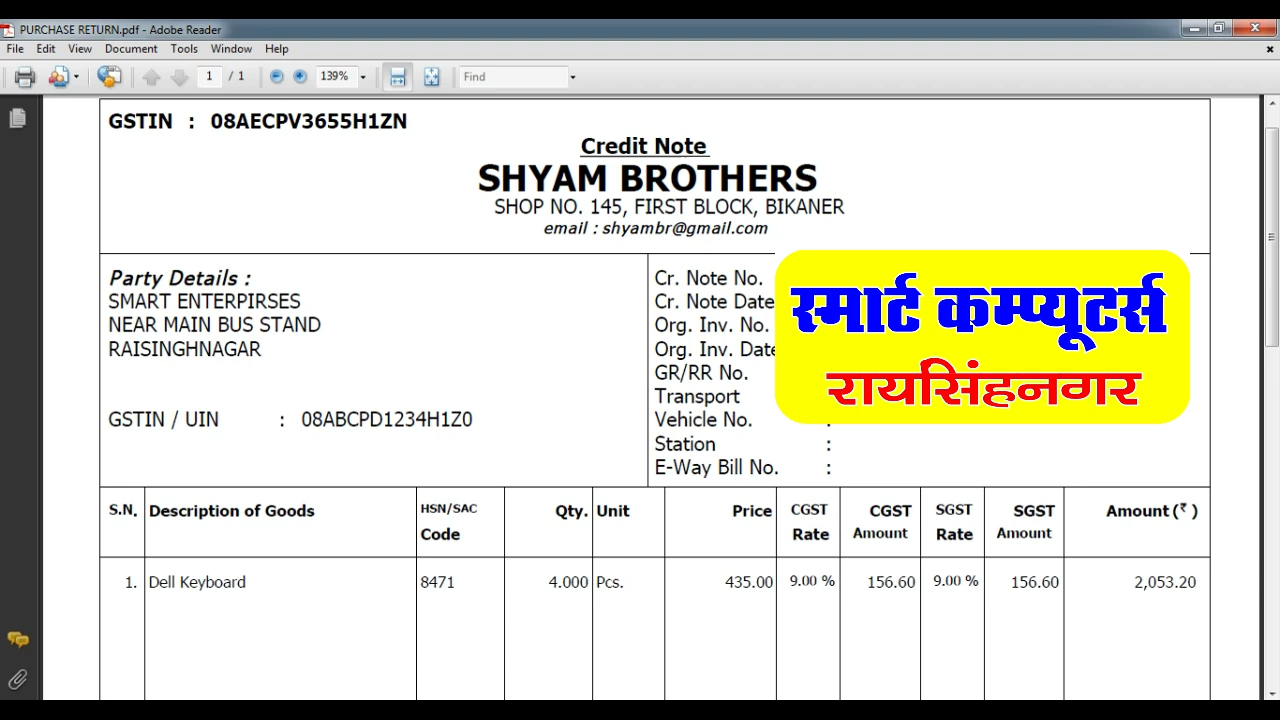 PURCHASE RETURN.pdf - Adobe Reader
File Edit View Document Tools Window Help
1 / 1 139% Find
GSTIN : 08AECPV3655H1ZN
Credit Note
SHYAM BROTHERS
SHOP NO. 145, FIRST BLOCK, BIKANER
email : shyambr@gmail.com
Party Details :
SMART ENTERPIRSES
NEAR MAIN BUS STAND
RAISINGHNAGAR
GSTIN / UIN : 08ABCPD1234H1Z0
Cr. Note No.
Cr. Note Date
Org. Inv. No.
Org. Inv. Date
GR/RR No.
Transport
Vehicle No. :
Station :
E-Way Bill No. :
स्मार्ट कम्प्यूटर्स
रायसिंहनगर
S.N. Description of Goods HSN/SAC Code Qty. Unit Price CGST Rate CGST Amount SGST Rate SGST Amount Amount (₹ )
1. Dell Keyboard 8471 4.000 Pcs. 435.00 9.00 % 156.60 9.00 % 156.60 2,053.20